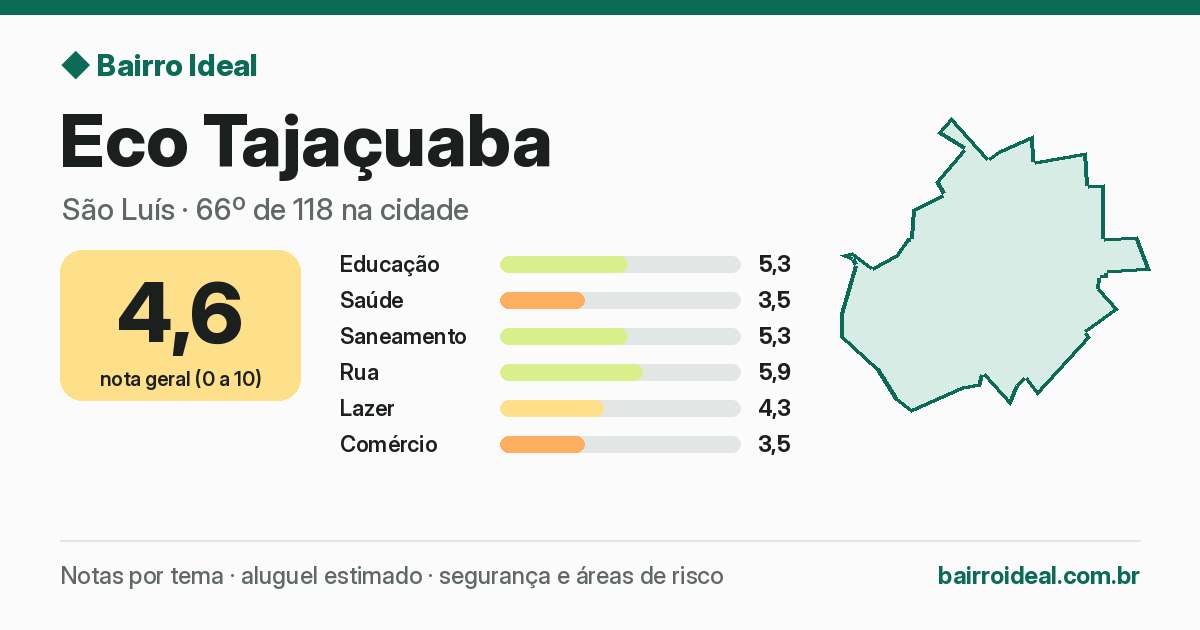 Bairro Ideal
Eco Tajaçuaba
São Luís · 66º de 118 na cidade
4,6
nota geral (0 a 10)
Educação 5,3
Saúde 3,5
Saneamento 5,3
Rua 5,9
Lazer 4,3
Comércio 3,5
Notas por tema · aluguel estimado · segurança e áreas de risco
bairroideal.com.br